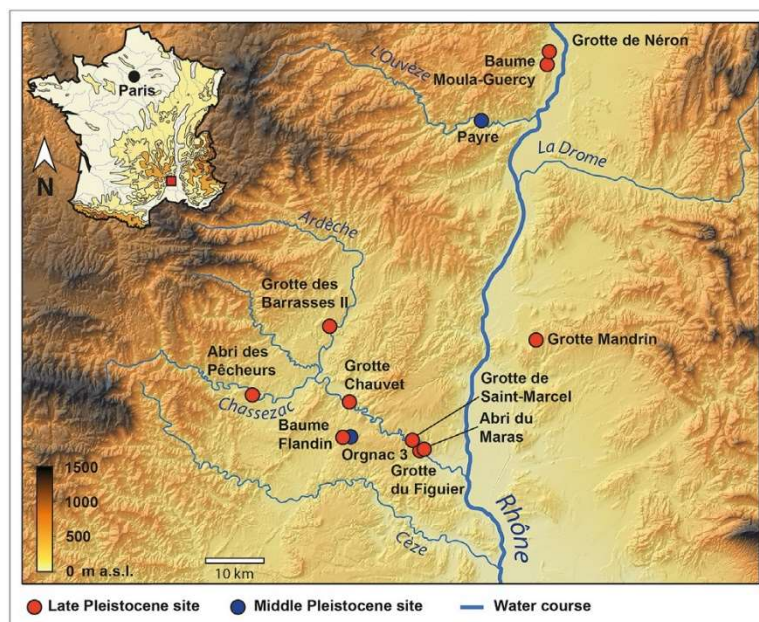 Paris
N
L'Ouvèze
Grotte de Néron
Baume
Moula-Guercy
Payre
La Drome
Ardèche
Grotte des
Barrasses II
Grotte Mandrin
Abri des
Pêcheurs
Grotte
Chauvet
Grotte de
Saint-Marcel
Chassezac
Abri du
Maras
Baume
Flandin
Orgnac 3
Grotte
du Figuier
1500
1000
500
0 m a.s.l.
10 km
Cèze
Rhône
Late Pleistocene site
Middle Pleistocene site
Water course